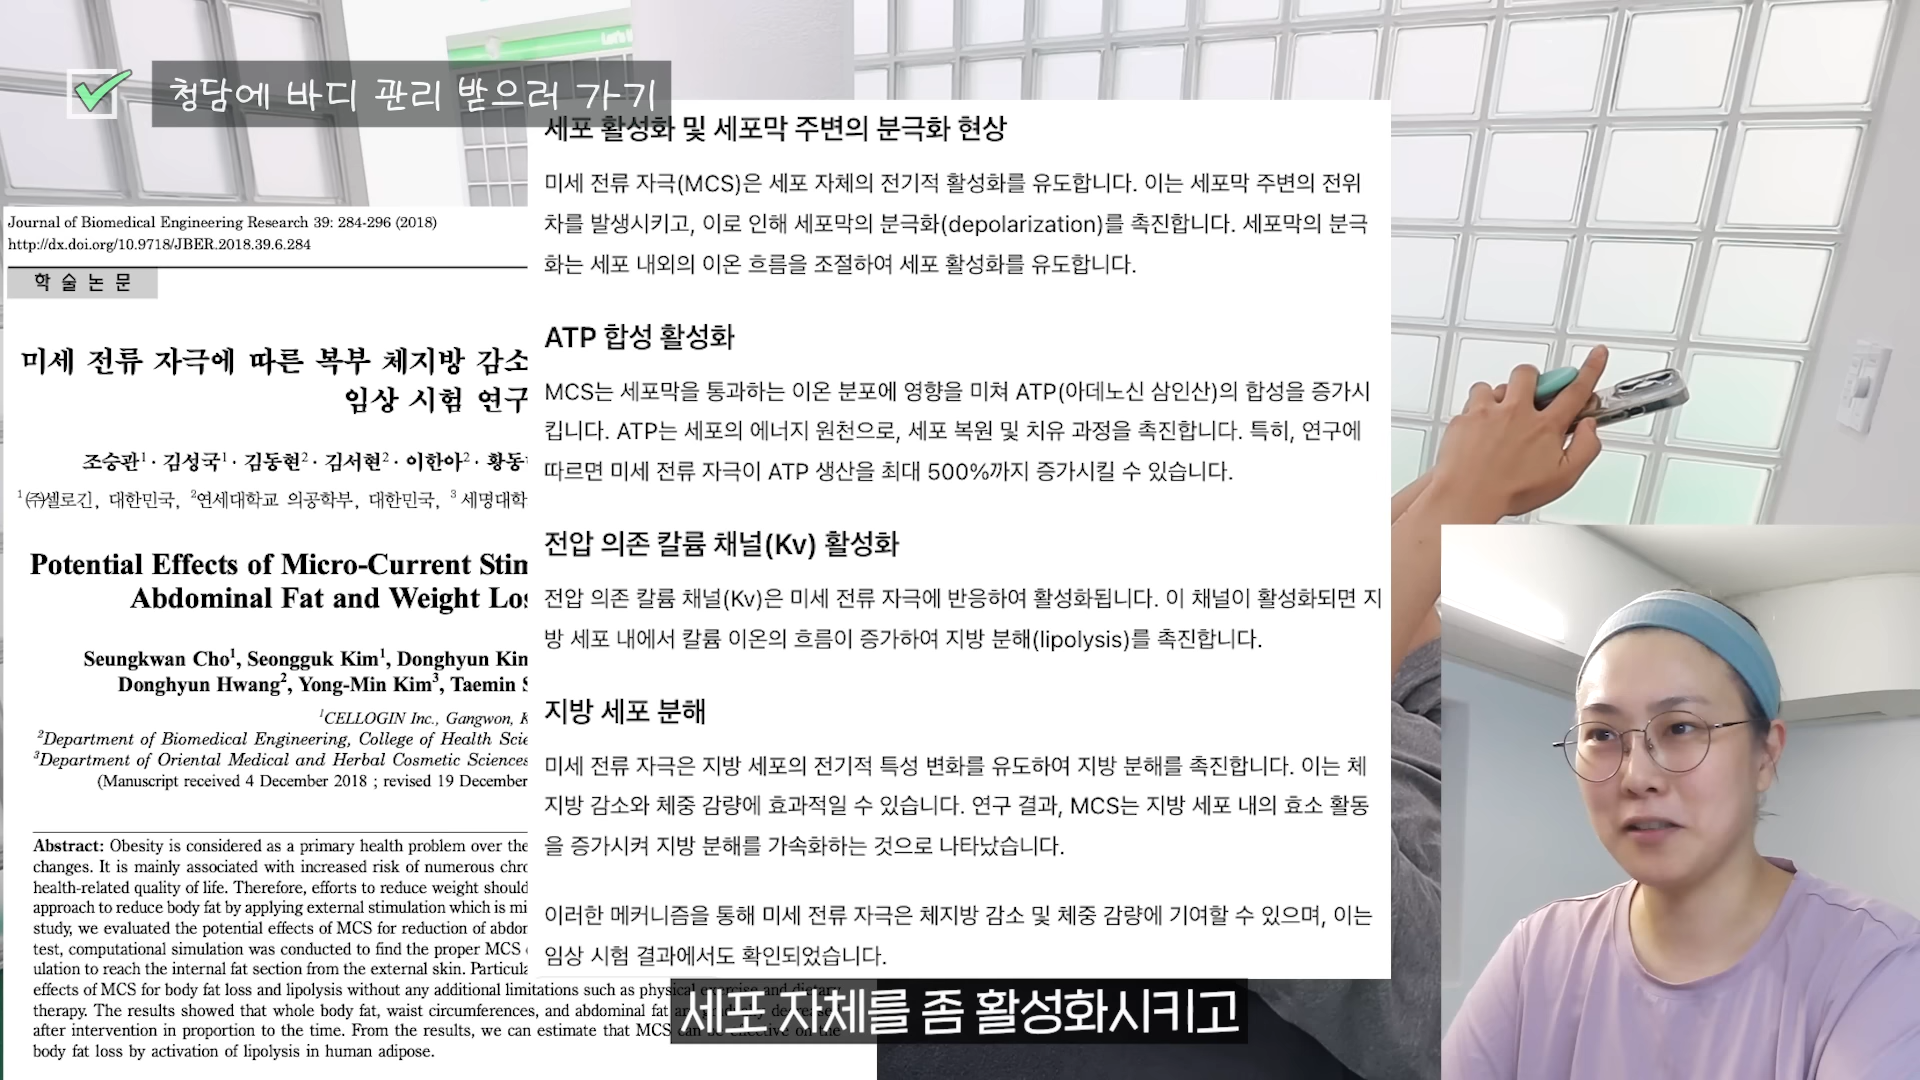 Let's
청담에 바디 관리 받으러 가기
Journal of Biomedical Engineering Research 39: 284-296 (2018)
http://dx.doi.org/10.9718/JBER.2018.39.6.284
학 술 논 문
미세 전류 자극에 따른 복부 체지방 감소
임상 시험 연구
조승관1 · 김성국1 · 김동현2 · 김서현2 · 이한아2 · 황동
1㈜셀로긴, 대한민국, 2연세대학교 의공학부, 대한민국, 3 세명대학
Potential Effects of Micro-Current Stim
Abdominal Fat and Weight Los
Seungkwan Cho1, Seongguk Kim1, Donghyun Kim
Donghyun Hwang2, Yong-Min Kim3, Taemin S
1CELLOGIN Inc., Gangwon, K
2Department of Biomedical Engineering, College of Health Scie
3Department of Oriental Medical and Herbal Cosmetic Sciences
(Manuscript received 4 December 2018 ; revised 19 December
Abstract: Obesity is considered as a primary health problem over the
changes. It is mainly associated with increased risk of numerous chro
health-related quality of life. Therefore, efforts to reduce weight should
approach to reduce body fat by applying external stimulation which is mi
study, we evaluated the potential effects of MCS for reduction of abdor
test, computational simulation was conducted to find the proper MCS
ulation to reach the internal fat section from the external skin. Particula
effects of MCS for body fat loss and lipolysis without any additional limitations such as physical exercise and dietary
therapy. The results showed that whole body fat, waist circumferences, and abdominal fat
after intervention in proportion to the time. From the results, we can estimate that MCS
body fat loss by activation of lipolysis in human adipose.
세포 활성화 및 세포막 주변의 분극화 현상
미세 전류 자극(MCS)은 세포 자체의 전기적 활성화를 유도합니다. 이는 세포막 주변의 전위
차를 발생시키고, 이로 인해 세포막의 분극화(depolarization)를 촉진합니다. 세포막의 분극
화는 세포 내외의 이온 흐름을 조절하여 세포 활성화를 유도합니다.
ATP 합성 활성화
MCS는 세포막을 통과하는 이온 분포에 영향을 미쳐 ATP(아데노신 삼인산)의 합성을 증가시
킵니다. ATP는 세포의 에너지 원천으로, 세포 복원 및 치유 과정을 촉진합니다. 특히, 연구에
따르면 미세 전류 자극이 ATP 생산을 최대 500%까지 증가시킬 수 있습니다.
전압 의존 칼륨 채널(Kv) 활성화
전압 의존 칼륨 채널(Kv)은 미세 전류 자극에 반응하여 활성화됩니다. 이 채널이 활성화되면 지
방 세포 내에서 칼륨 이온의 흐름이 증가하여 지방 분해(lipolysis)를 촉진합니다.
지방 세포 분해
미세 전류 자극은 지방 세포의 전기적 특성 변화를 유도하여 지방 분해를 촉진합니다. 이는 체
지방 감소와 체중 감량에 효과적일 수 있습니다. 연구 결과, MCS는 지방 세포 내의 효소 활동
을 증가시켜 지방 분해를 가속화하는 것으로 나타났습니다.
이러한 메커니즘을 통해 미세 전류 자극은 체지방 감소 및 체중 감량에 기여할 수 있으며, 이는
임상 시험 결과에서도 확인되었습니다.
세포 자체를 좀 활성화시키고